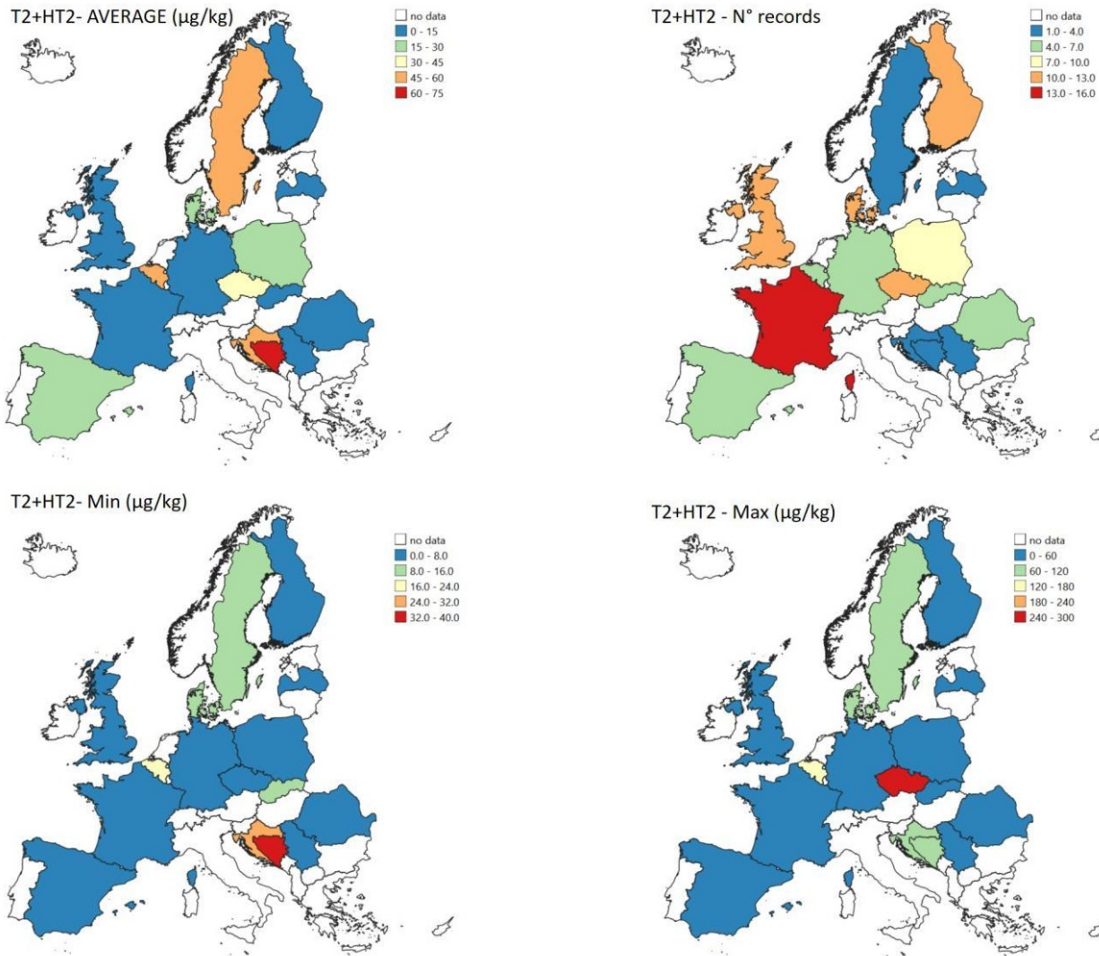 T2+HT2- AVERAGE (µg/kg)
no data
0 - 15
15 - 30
30 - 45
45 - 60
60 - 75
T2+HT2 - N° records
no data
1.0 - 4.0
4.0 - 7.0
7.0 - 10.0
10.0 - 13.0
13.0 - 16.0
T2+HT2- Min (µg/kg)
no data
0.0 - 8.0
8.0 - 16.0
16.0 - 24.0
24.0 - 32.0
32.0 - 40.0
T2+HT2 - Max (µg/kg)
no data
0 - 60
60 - 120
120 - 180
180 - 240
240 - 300